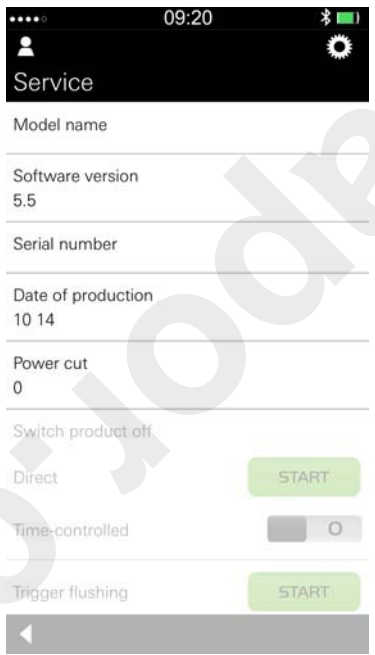 09:20
Service
Model name
Software version
5.5
Serial number
Date of production
10 14
Power cut
0
Switch product off
Direct START
Time-controlled O
Trigger flushing START